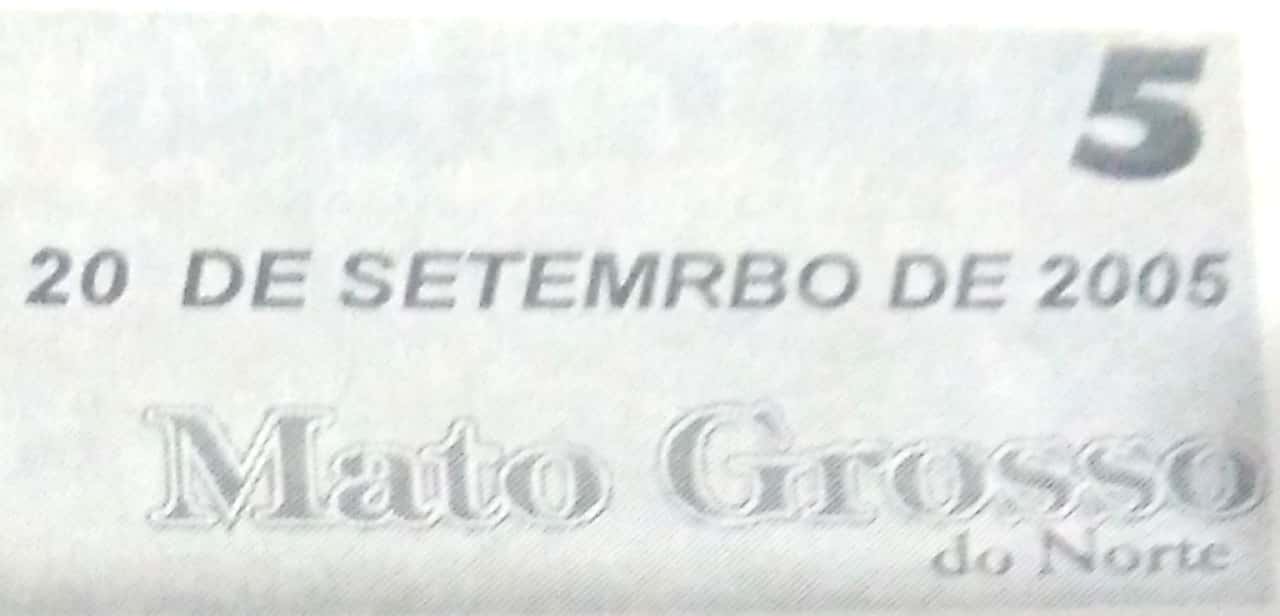 5
20 DE SETEMRBO DE 2005
Mato Grosso
do Norte